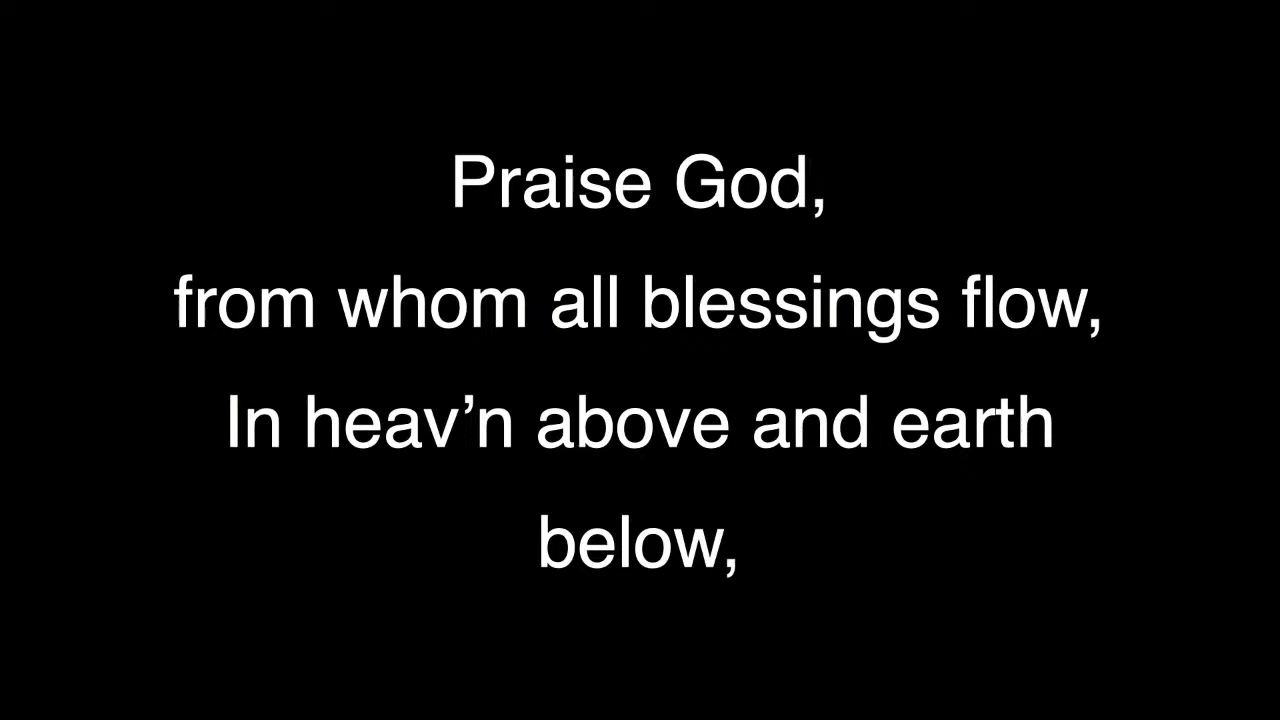 Praise God,
from whom all blessings flow,
In heav’n above and earth
below,